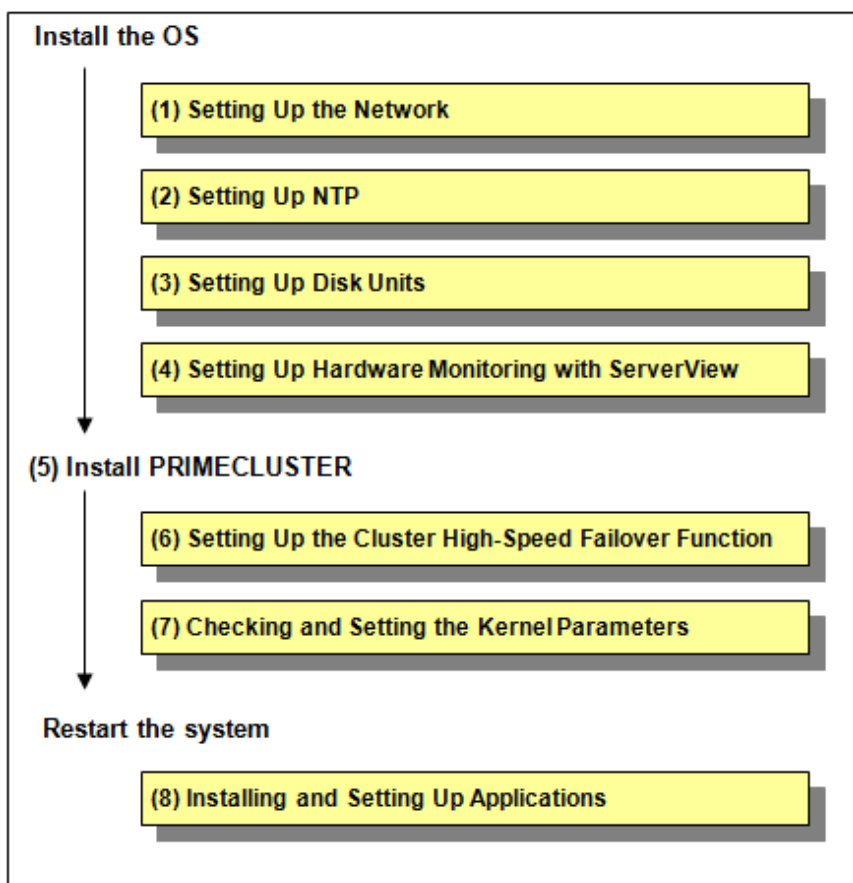 Install the OS
(1) Setting Up the Network
(2) Setting Up NTP
(3) Setting Up Disk Units
(4) Setting Up Hardware Monitoring with ServerView
(5) Install PRIMECLUSTER
(6) Setting Up the Cluster High-Speed Failover Function
(7) Checking and Setting the Kernel Parameters
Restart the system
(8) Installing and Setting Up Applications